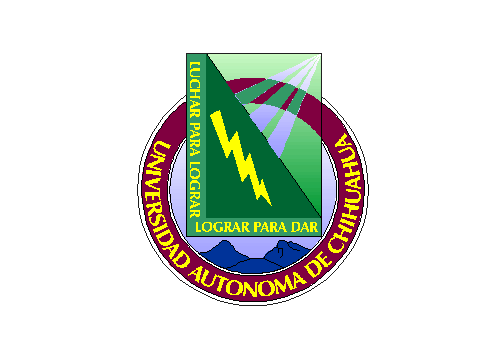 LUCHAR PARA LOGRAR
LOGRAR PARA DAR
UNIVERSIDAD AUTONOMA DE CHIHUAHUA